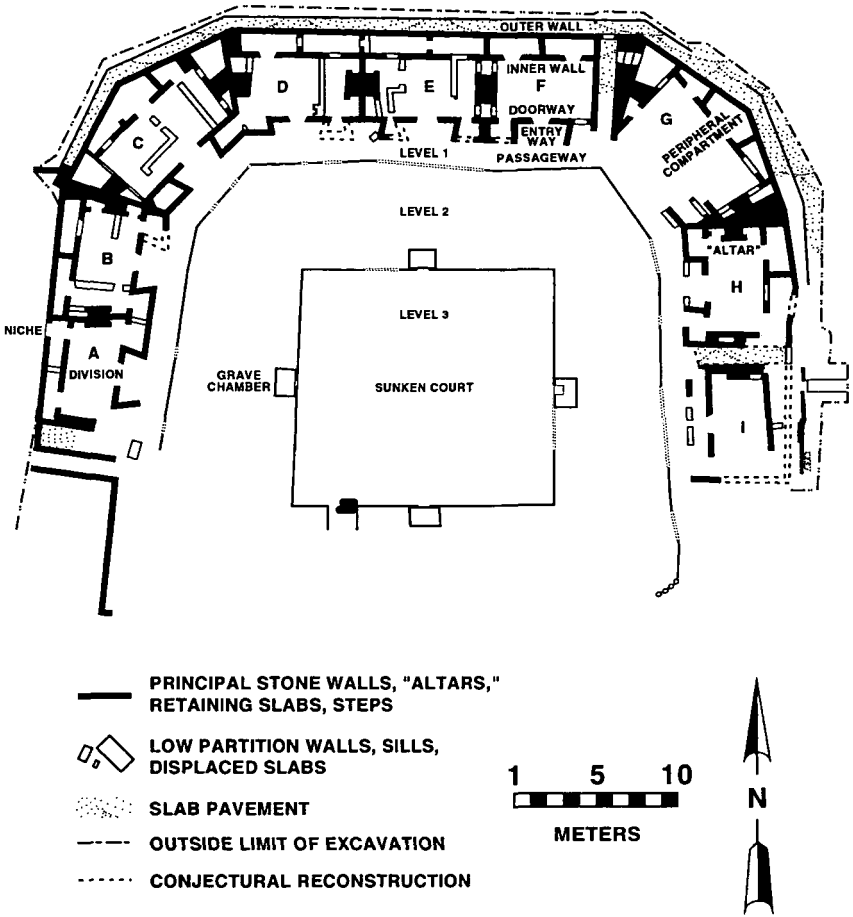 OUTER WALL
D
E
INNER WALL
F
DOORWAY
ENTRY
WAY
PASSAGEWAY
G
PERIPHERAL
COMPARTMENT
C
LEVEL 1
LEVEL 2
B
"ALTAR"
H
NICHE
A
DIVISION
LEVEL 3
GRAVE
CHAMBER
SUNKEN COURT
I
PRINCIPAL STONE WALLS, "ALTARS,"
RETAINING SLABS, STEPS
LOW PARTITION WALLS, SILLS,
DISPLACED SLABS
SLAB PAVEMENT
OUTSIDE LIMIT OF EXCAVATION
CONJECTURAL RECONSTRUCTION
1 5 10
METERS
N